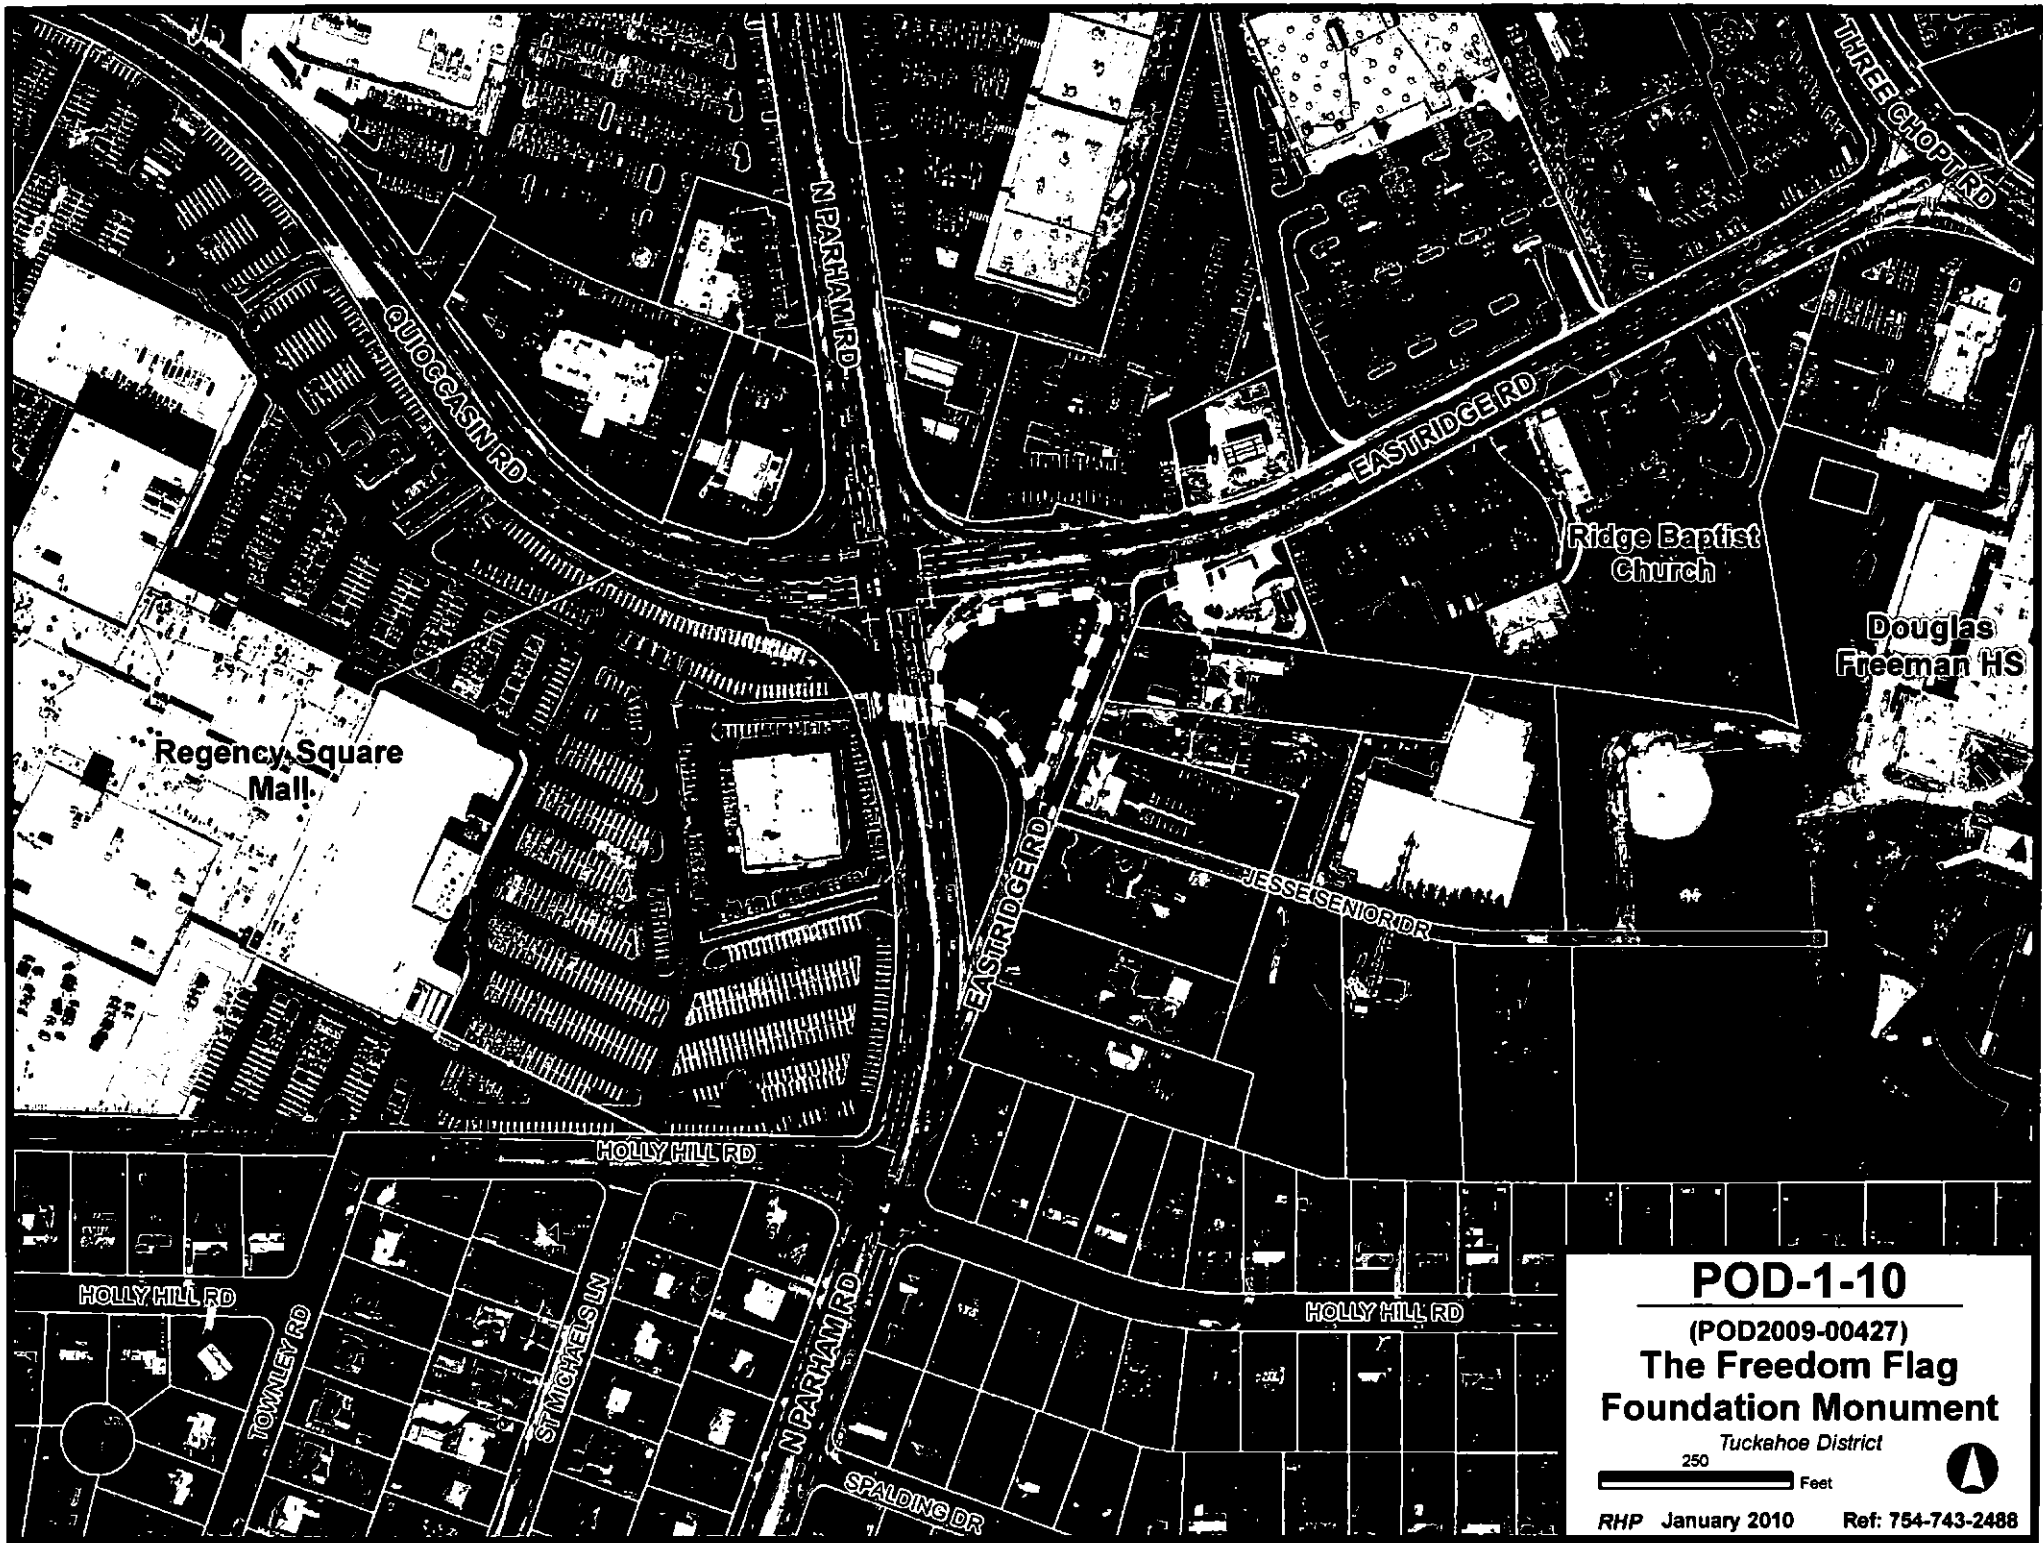 THREE CHOPT RD
N PARHAM RD
QUIOCCASIN RD
EASTRIDGE RD
Ridge Baptist
Church
Douglas
Freeman HS
Regency Square
Mall
EASTRIDGE RD
JESSE SENIOR DR
HOLLY HILL RD
HOLLY HILL RD
TOWNLEY RD
ST MICHAELS LN
N PARHAM RD
HOLLY HILL RD
SPALDING DR
POD-1-10
(POD2009-00427)
The Freedom Flag
Foundation Monument
Tuckahoe District
250
Feet
RHP January 2010 Ref: 754-743-2488